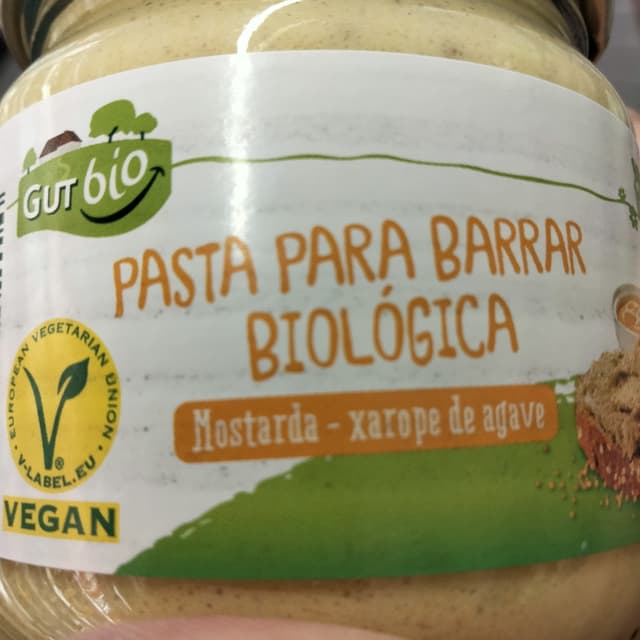 GUT bio
PASTA PARA BARRAR
BIOLÓGICA
Mostarda - xarope de agave
EUROPEAN VEGETARIAN UNION
V-LABEL.EU
®
VEGAN